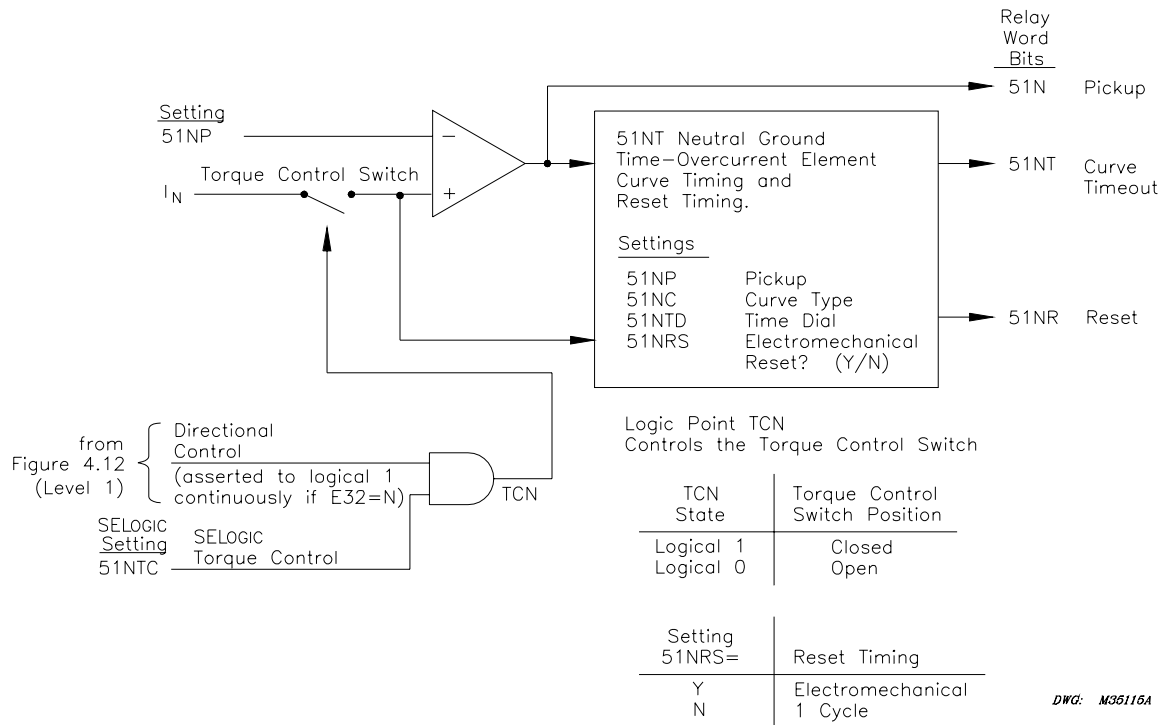 Relay
Word
Bits
51N Pickup
Setting
51NP
−
Torque Control Switch
I_N
+
51NT Neutral Ground
Time-Overcurrent Element
Curve Timing and
Reset Timing.
51NT Curve
Timeout
Settings
51NP Pickup
51NC Curve Type
51NTD Time Dial
51NRS Electromechanical
Reset? (Y/N)
51NR Reset
from
Figure 4.12
(Level 1)
Directional
Control
(asserted to logical 1
continuously if E32=N)
TCN
SELOGIC
Setting
51NTC
SELOGIC
Torque Control
Logic Point TCN
Controls the Torque Control Switch
TCN
State
Torque Control
Switch Position
Logical 1 Closed
Logical 0 Open
Setting
51NRS=
Reset Timing
Y Electromechanical
N 1 Cycle
DWG: M35115A